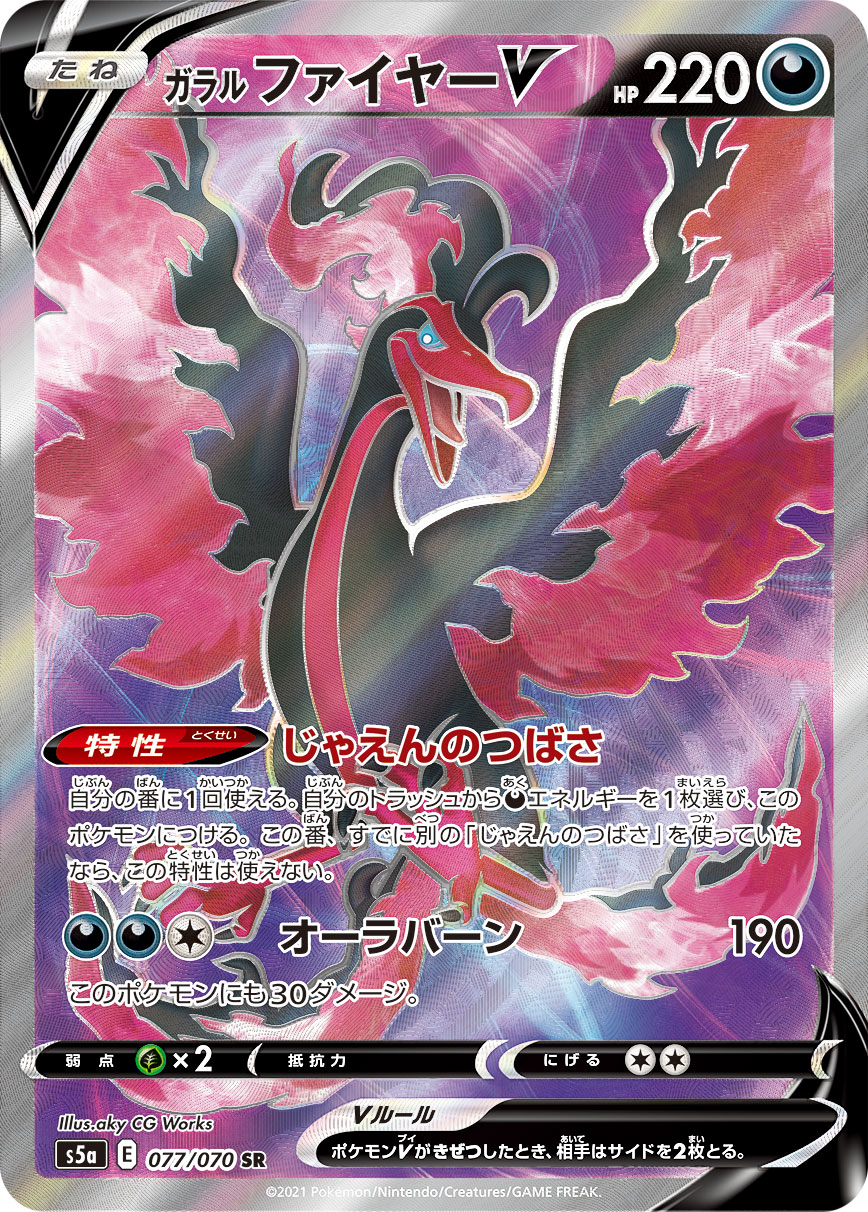 たね
ガラル ファイヤーV
HP 220
特性 とくせい じゃえんのつばさ
自分の番に1回使える。自分のトラッシュからエネルギーを1枚選び、この
ポケモンにつける。この番、すでに別の「じゃえんのつばさ」を使っていた
なら、この特性は使えない。
オーラバーン 190
このポケモンにも30ダメージ。
弱点 ×2 抵抗力 にげる
Illus.aky CG Works
Vルール
ポケモンVがきぜつしたとき、相手はサイドを2枚とる。
s5a E 077/070 SR
©2021 Pokémon/Nintendo/Creatures/GAME FREAK.